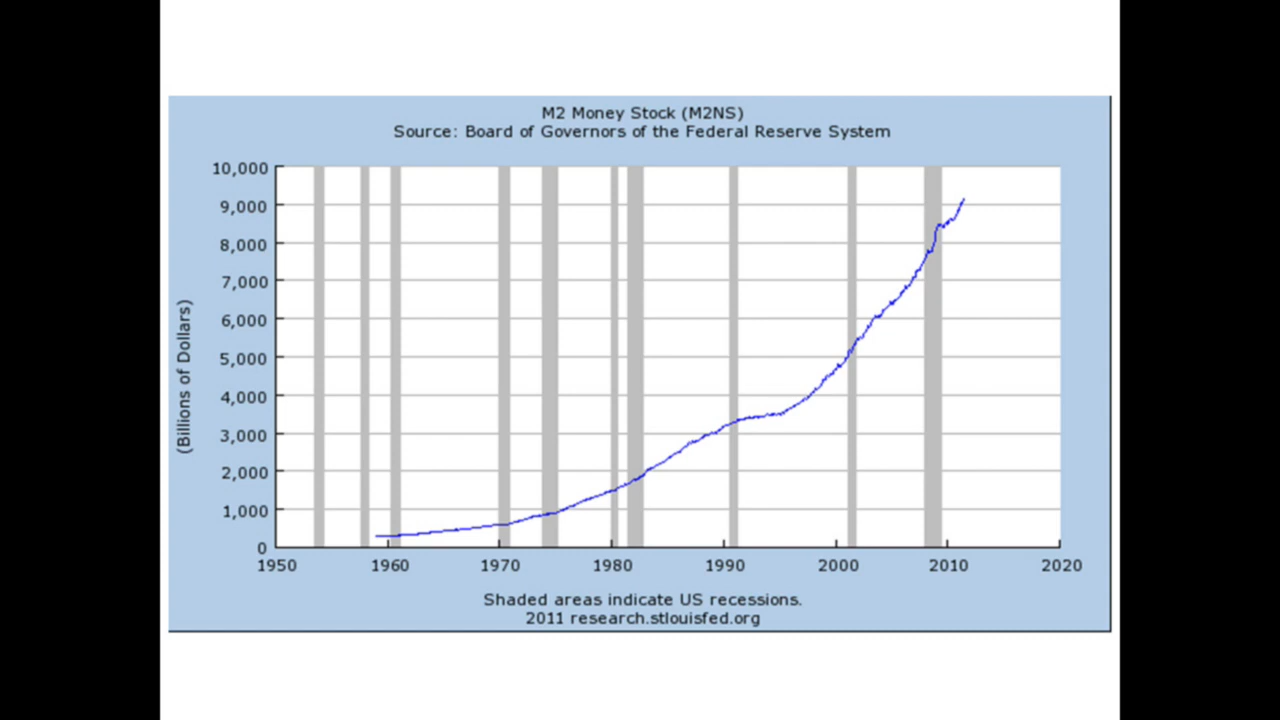 M2 Money Stock (M2NS)
Source: Board of Governors of the Federal Reserve System
10,000
9,000
8,000
7,000
6,000
5,000
4,000
3,000
2,000
1,000
0
(Billions of Dollars)
1950 1960 1970 1980 1990 2000 2010 2020
Shaded areas indicate US recessions.
2011 research.stlouisfed.org